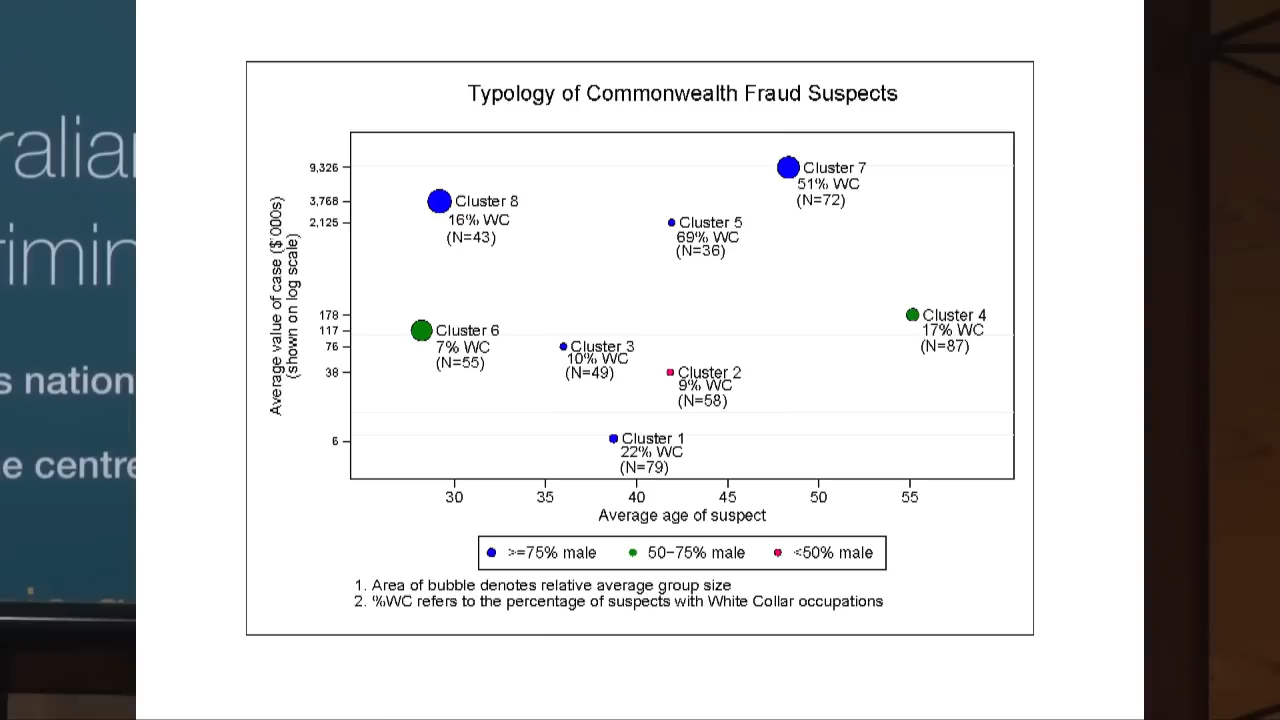 Typology of Commonwealth Fraud Suspects
Average value of case ($'000s)
(shown on log scale)
9,326
3,768
2,125
178
117
76
38
6
Cluster 7
51% WC
(N=72)
Cluster 8
16% WC
(N=43)
Cluster 5
69% WC
(N=36)
Cluster 4
17% WC
(N=87)
Cluster 6
7% WC
(N=55)
Cluster 3
10% WC
(N=49)
Cluster 2
9% WC
(N=58)
Cluster 1
22% WC
(N=79)
30 35 40 45 50 55
Average age of suspect
>=75% male 50-75% male <50% male
1. Area of bubble denotes relative average group size
2. %WC refers to the percentage of suspects with White Collar occupations
ralia
rimin
s nation
e centre